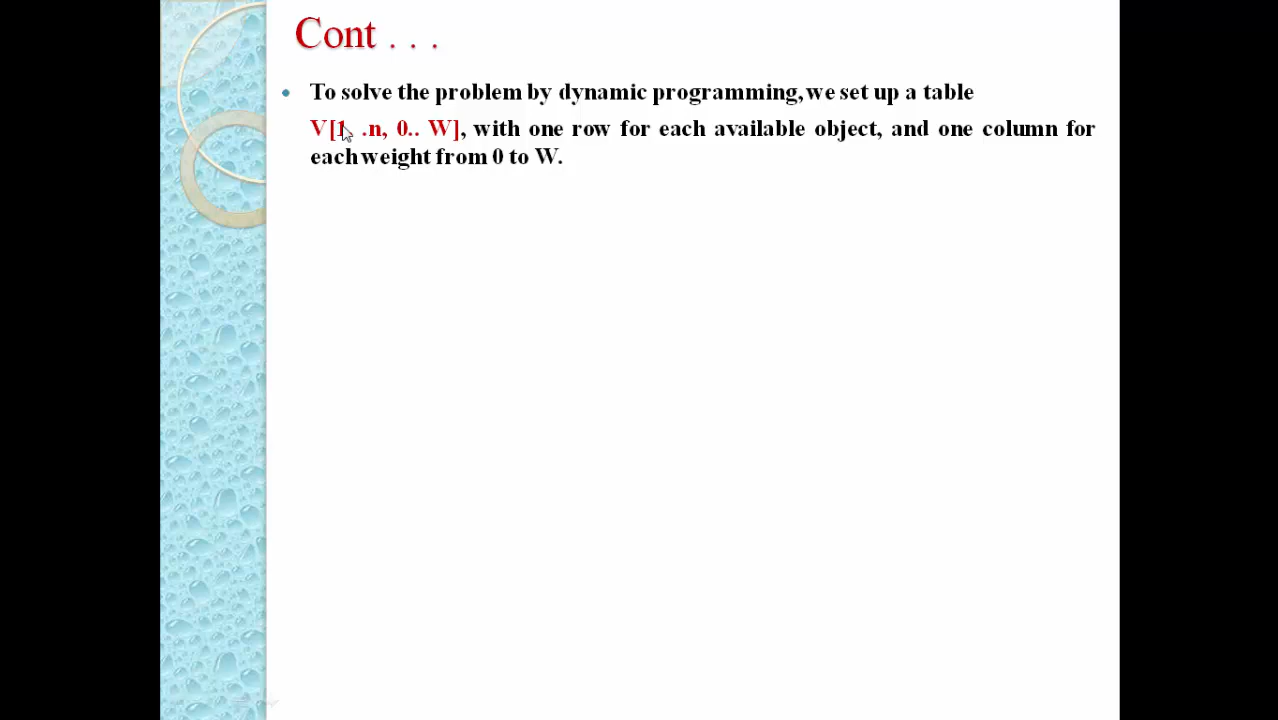 Cont . . .
• To solve the problem by dynamic programming, we set up a table
V[1. .n, 0.. W], with one row for each available object, and one column for
each weight from 0 to W.